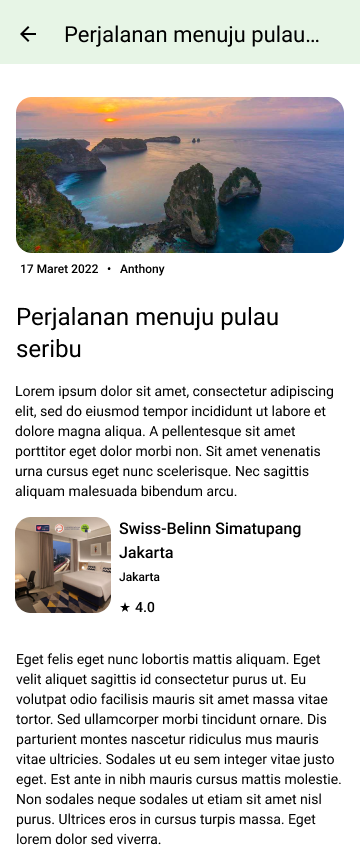 Perjalanan menuju pulau...
17 Maret 2022 • Anthony
Perjalanan menuju pulau
seribu
Lorem ipsum dolor sit amet, consectetur adipiscing
elit, sed do eiusmod tempor incididunt ut labore et
dolore magna aliqua. A pellentesque sit amet
porttitor eget dolor morbi non. Sit amet venenatis
urna cursus eget nunc scelerisque. Nec sagittis
aliquam malesuada bibendum arcu.
Swiss-Belinn Simatupang
Jakarta
Jakarta
★ 4.0
Eget felis eget nunc lobortis mattis aliquam. Eget
velit aliquet sagittis id consectetur purus ut. Eu
volutpat odio facilisis mauris sit amet massa vitae
tortor. Sed ullamcorper morbi tincidunt ornare. Dis
parturient montes nascetur ridiculus mus mauris
vitae ultricies. Sodales ut eu sem integer vitae justo
eget. Est ante in nibh mauris cursus mattis molestie.
Non sodales neque sodales ut etiam sit amet nisl
purus. Ultrices eros in cursus turpis massa. Eget
lorem dolor sed viverra.